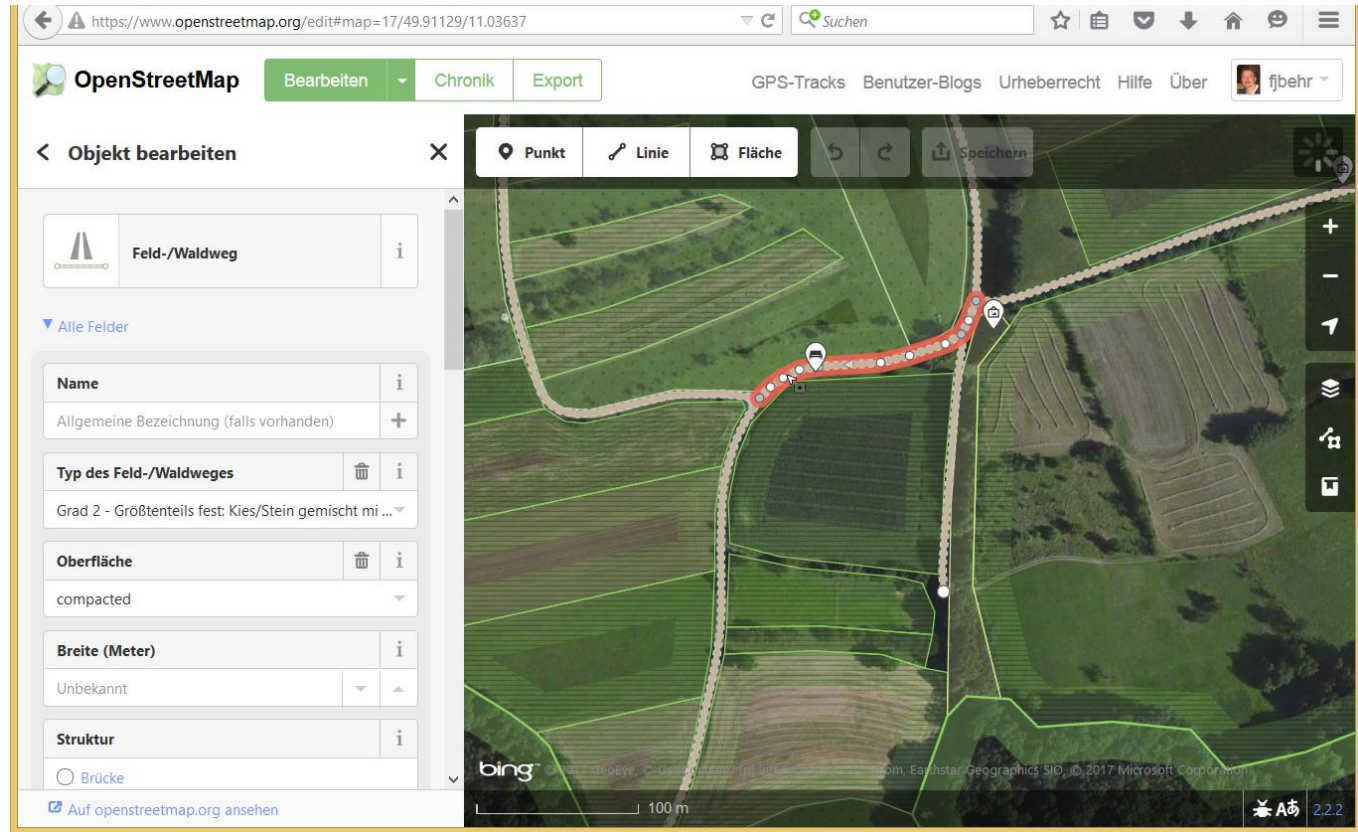 https://www.openstreetmap.org/edit#map=17/49.91129/11.03637
Suchen
OpenStreetMap
Bearbeiten
Chronik
Export
GPS-Tracks Benutzer-Blogs Urheberrecht Hilfe Über
fjbehr
Objekt bearbeiten
Punkt
Linie
Fläche
Speichern
Feld-/Waldweg
i
Alle Felder
Name
i
Allgemeine Bezeichnung (falls vorhanden)
+
Typ des Feld-/Waldweges
i
Grad 2 - Größtenteils fest: Kies/Stein gemischt mi ...
Oberfläche
i
compacted
Breite (Meter)
i
Unbekannt
Struktur
i
Brücke
Auf openstreetmap.org ansehen
bing
GeoEye,
Earthstar Geographics SIO, © 2017 Microsoft Corporation
100 m
Aあ
2.2.2